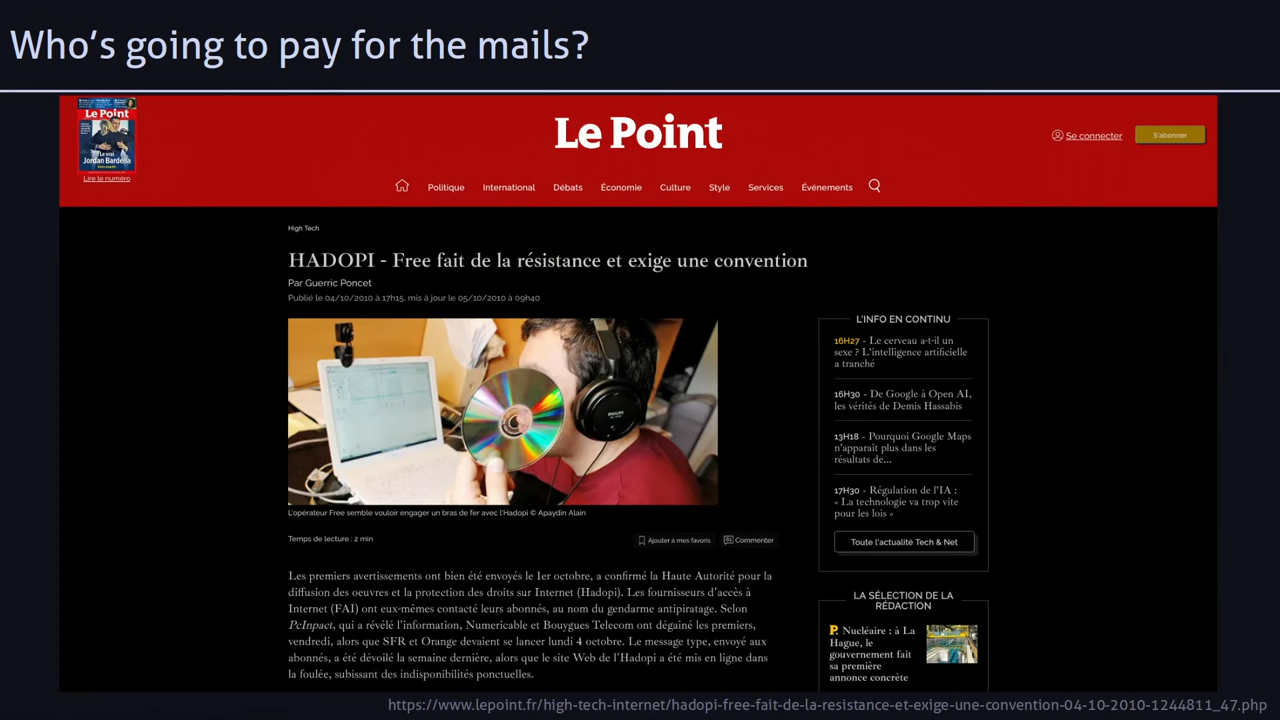 Who's going to pay for the mails?
Le Point
Jordan Bardella
Lire le numéro
Le Point
Se connecter
S'abonner
Politique International Débats Économie Culture Style Services Événements
High Tech
HADOPI - Free fait de la résistance et exige une convention
Par Guerric Poncet
Publié le 04/10/2010 à 17h15, mis à jour le 05/10/2010 à 09h40
PHILIPS
L'opérateur Free semble vouloir engager un bras de fer avec l'Hadopi © Apaydin Alain
Temps de lecture : 2 min
Ajouter à mes favoris
Commenter
Les premiers avertissements ont bien été envoyés le 1er octobre, a confirmé la Haute Autorité pour la
diffusion des oeuvres et la protection des droits sur Internet (Hadopi). Les fournisseurs d'accès à
Internet (FAI) ont eux-mêmes contacté leurs abonnés, au nom du gendarme antipiratage. Selon
PcInpact, qui a révélé l'information, Numericable et Bouygues Telecom ont dégainé les premiers,
vendredi, alors que SFR et Orange devaient se lancer lundi 4 octobre. Le message type, envoyé aux
abonnés, a été dévoilé la semaine dernière, alors que le site Web de l'Hadopi a été mis en ligne dans
la foulée, subissant des indisponibilités ponctuelles.
L'INFO EN CONTINU
16H27 - Le cerveau a-t-il un
sexe ? L'intelligence artificielle
a tranché
16H30 - De Google à Open AI,
les vérités de Demis Hassabis
13H18 - Pourquoi Google Maps
n'apparaît plus dans les
résultats de...
17H30 - Régulation de l'IA :
« La technologie va trop vite
pour les lois »
Toute l'actualité Tech & Net
LA SÉLECTION DE LA
RÉDACTION
P. Nucléaire : à La
Hague, le
gouvernement fait
sa première
annonce concrète
https://www.lepoint.fr/high-tech-internet/hadopi-free-fait-de-la-resistance-et-exige-une-convention-04-10-2010-1244811_47.php